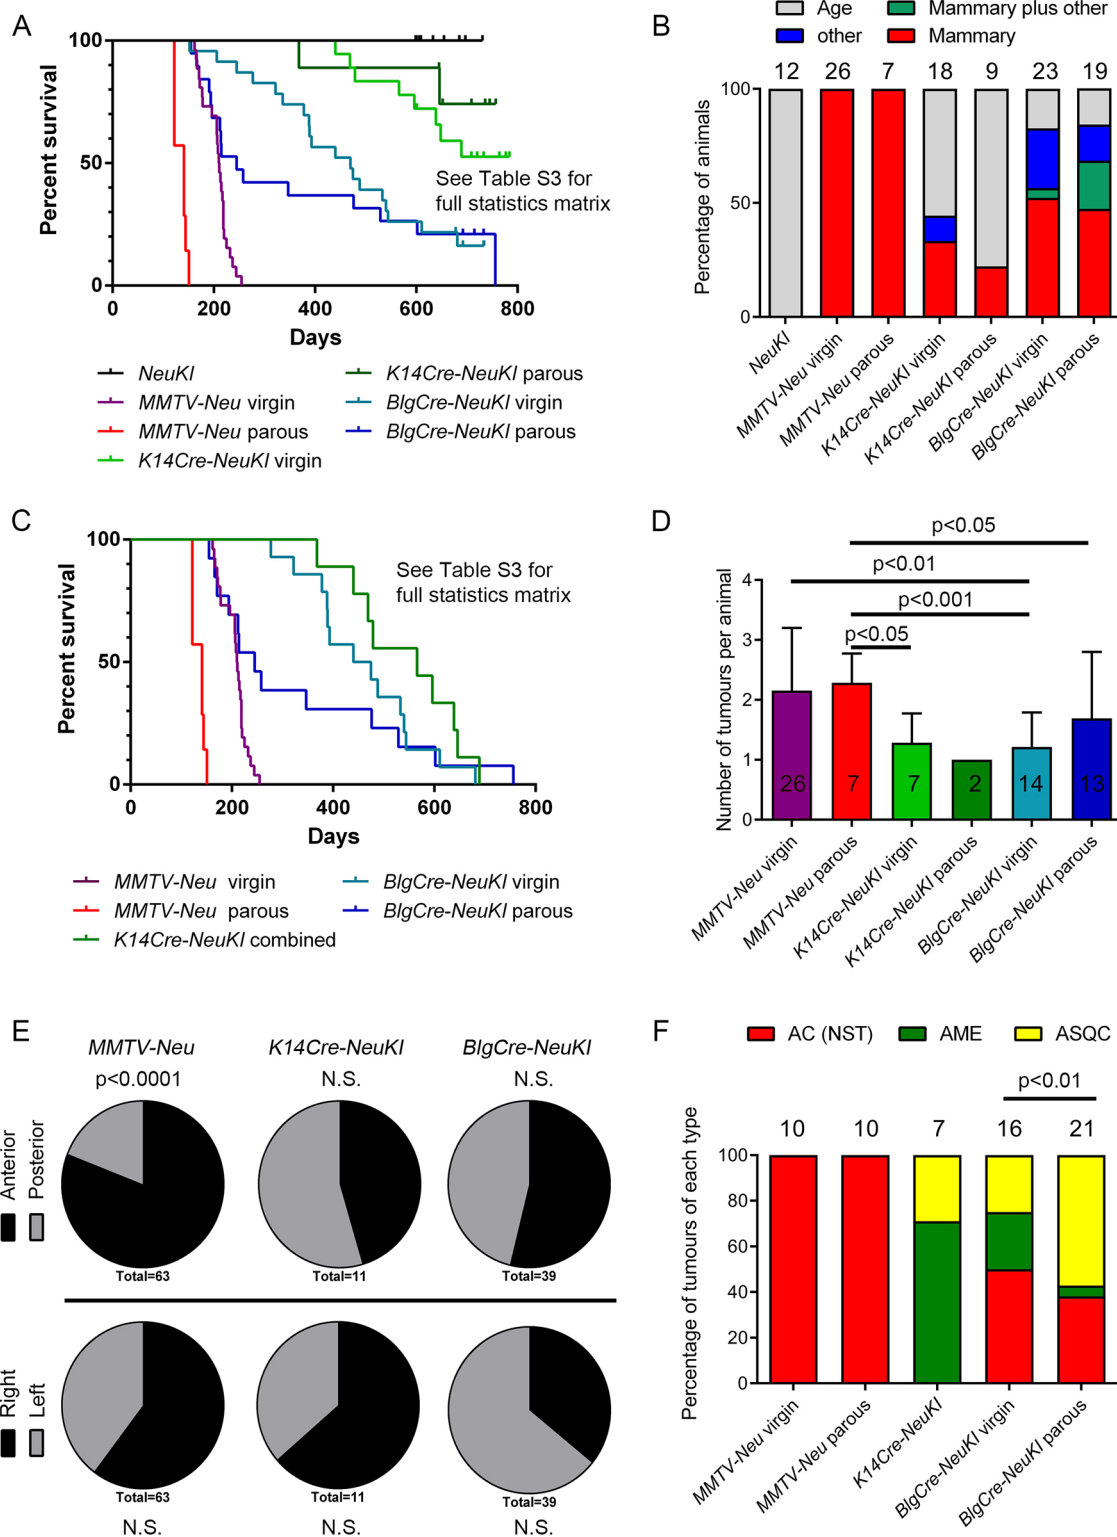 A
Percent survival
100
50
0
See Table S3 for
full statistics matrix
0 200 400 600 800
Days
NeuKI
MMTV-Neu virgin
MMTV-Neu parous
K14Cre-NeuKI virgin
K14Cre-NeuKI parous
BlgCre-NeuKI virgin
BlgCre-NeuKI parous
B
Age
other
Mammary plus other
Mammary
12 26 7 18 9 23 19
Percentage of animals
100
50
0
NeuKI
MMTV-Neu virgin
MMTV-Neu parous
K14Cre-NeuKI virgin
K14Cre-NeuKI parous
BlgCre-NeuKI virgin
BlgCre-NeuKI parous
C
Percent survival
100
50
0
See Table S3 for
full statistics matrix
0 200 400 600 800
Days
MMTV-Neu virgin
MMTV-Neu parous
K14Cre-NeuKI combined
BlgCre-NeuKI virgin
BlgCre-NeuKI parous
D
p<0.05
p<0.01
p<0.001
p<0.05
Number of tumours per animal
4
3
2
1
0
26 7 7 2 14 13
MMTV-Neu virgin
MMTV-Neu parous
K14Cre-NeuKI virgin
K14Cre-NeuKI parous
BlgCre-NeuKI virgin
BlgCre-NeuKI parous
E
MMTV-Neu K14Cre-NeuKI BlgCre-NeuKI
p<0.0001 N.S. N.S.
Anterior
Posterior
Total=63 Total=11 Total=39
Right
Left
Total=63 Total=11 Total=39
N.S. N.S. N.S.
F
AC (NST) AME ASQC
p<0.01
10 10 7 16 21
Percentage of tumours of each type
100
80
60
40
20
0
MMTV-Neu virgin
MMTV-Neu parous
K14Cre-NeuKI
BlgCre-NeuKI virgin
BlgCre-NeuKI parous